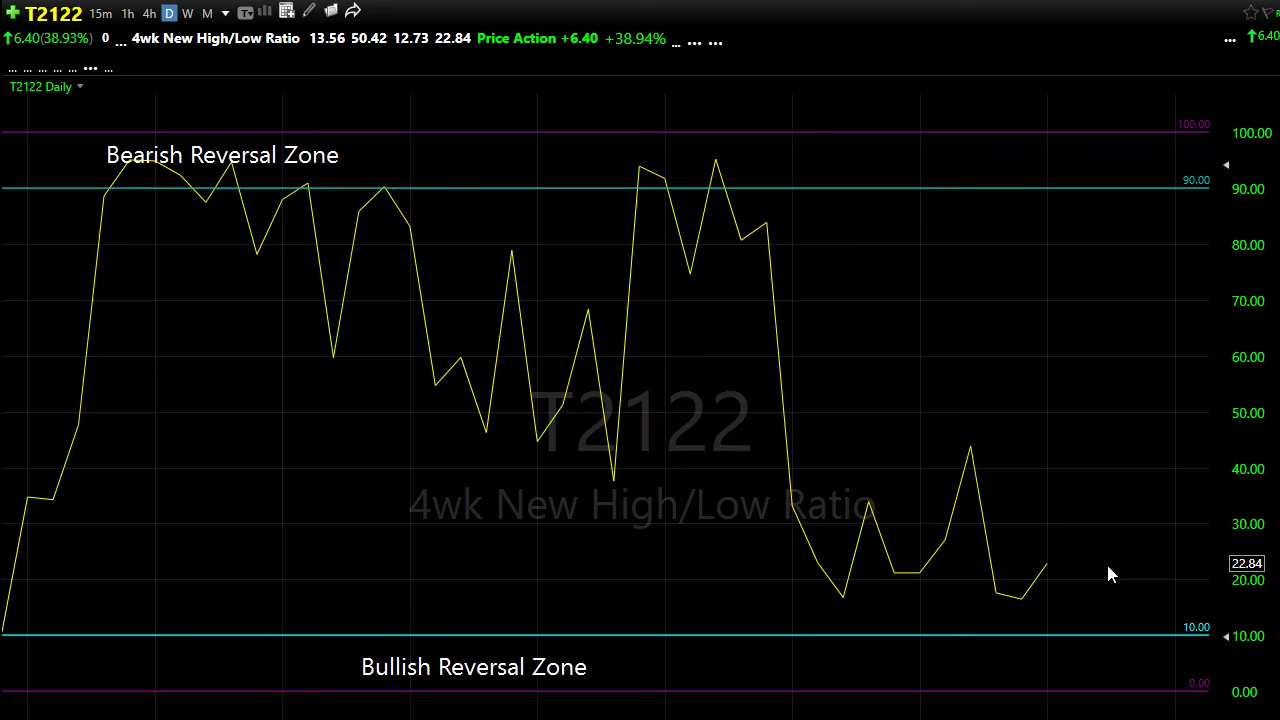 T2122 15m 1h 4h D W M
6.40(38.93%) 0 ... 4wk New High/Low Ratio 13.56 50.42 12.73 22.84 Price Action +6.40 +38.94% ... ... ... ... 6.40
... ... ... ... ... ... ...
T2122 Daily
100.00
100.00
Bearish Reversal Zone
90.00
90.00
80.00
70.00
60.00
50.00
T2122
40.00
4wk New High/Low Ratio
30.00
22.84
20.00
10.00
10.00
Bullish Reversal Zone
0.00
0.00